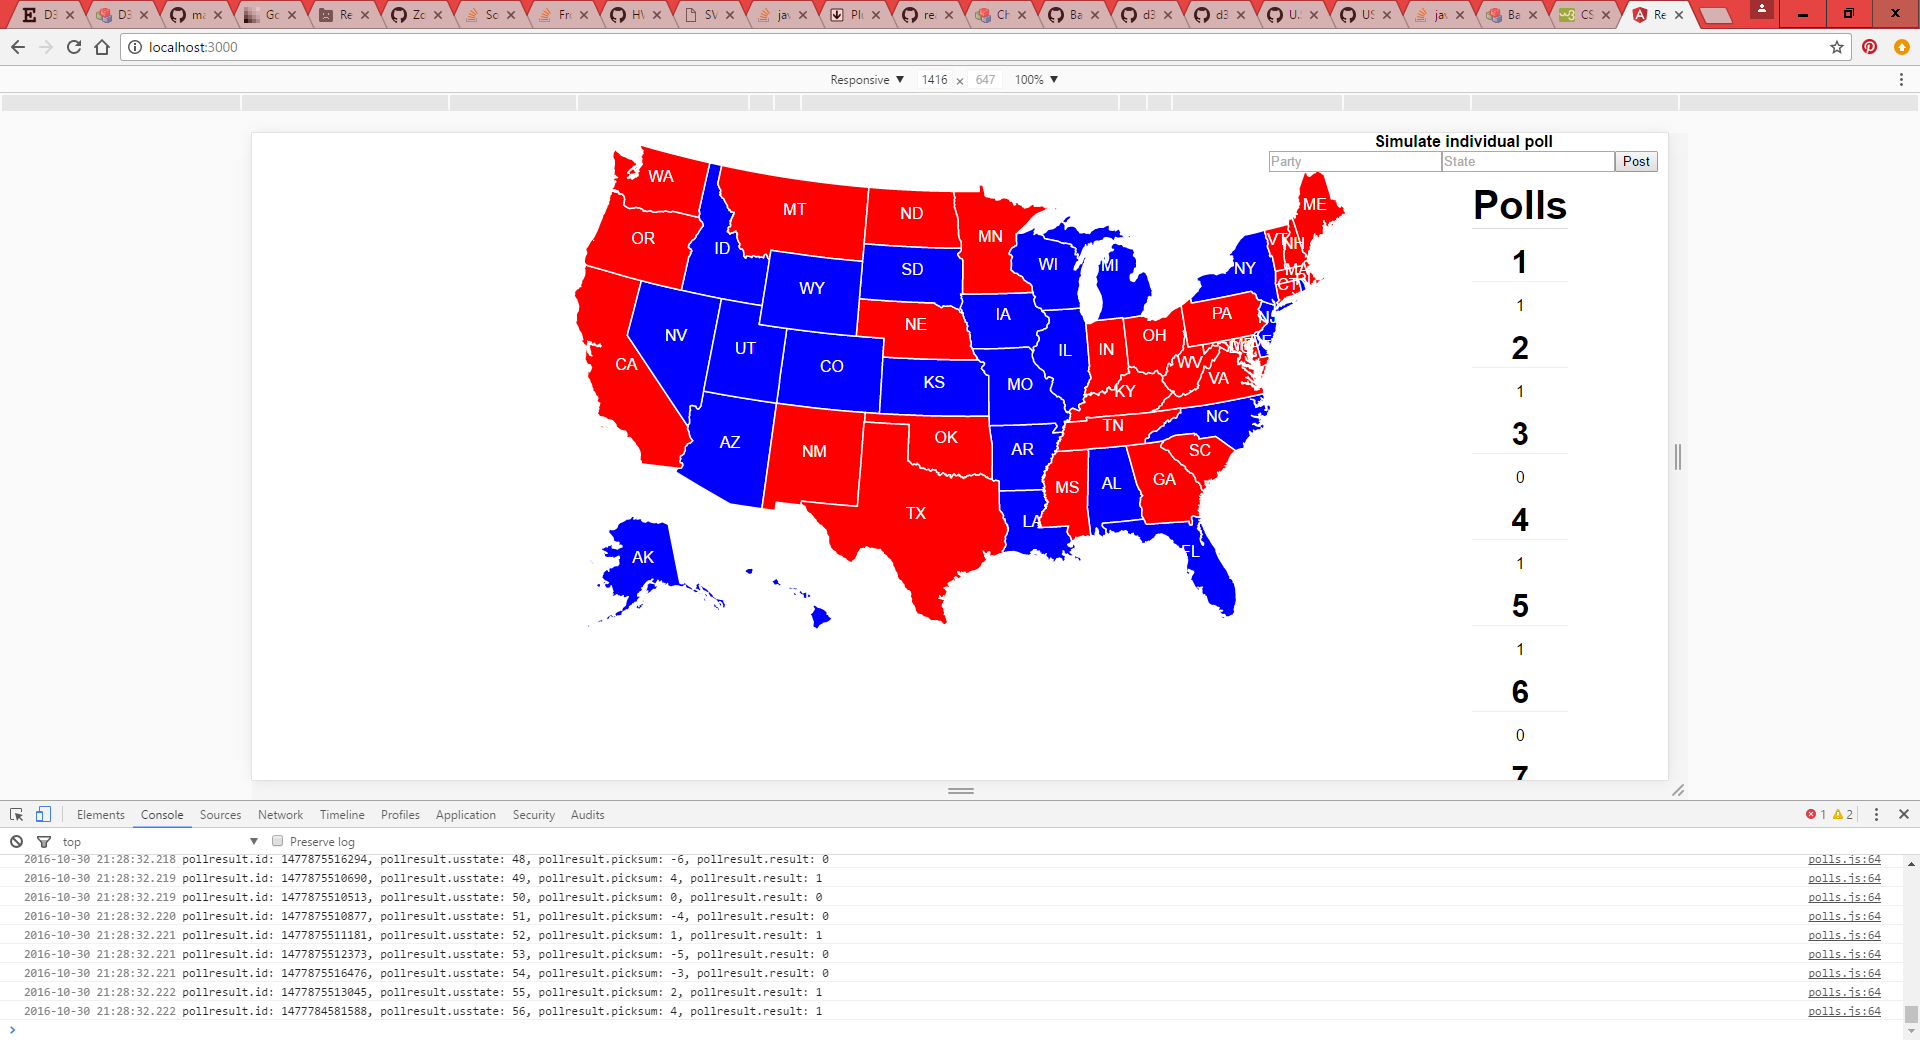 D3
D3
ma
Gc
Re
Zo
Sc
Fr
HV
SV
jav
Plu
rea
Ch
Ba
d3
d3
U.S
US
jav
Ba
CS
Re
localhost:3000
Responsive ▼ 1416 × 647 100% ▼
Simulate individual poll
Party State Post
Polls
1
1
2
1
3
0
4
1
5
1
6
0
7
WA
MT
ND
MN
ME
OR
ID
SD
WI
MI
NY
VT
NH
MA
CT
RI
WY
IA
NE
PA
NJ
NV
UT
CO
KS
MO
IL
IN
OH
WV
VA
CA
KY
AZ
NM
OK
AR
TN
NC
SC
TX
LA
MS
AL
GA
FL
AK
Elements Console Sources Network Timeline Profiles Application Security Audits 1 2
top ▼ Preserve log
2016-10-30 21:28:32.218 pollresult.id: 1477875516294, pollresult.usstate: 48, pollresult.picksum: -6, pollresult.result: 0 polls.js:64
2016-10-30 21:28:32.219 pollresult.id: 1477875510690, pollresult.usstate: 49, pollresult.picksum: 4, pollresult.result: 1 polls.js:64
2016-10-30 21:28:32.219 pollresult.id: 1477875510513, pollresult.usstate: 50, pollresult.picksum: 0, pollresult.result: 0 polls.js:64
2016-10-30 21:28:32.220 pollresult.id: 1477875510877, pollresult.usstate: 51, pollresult.picksum: -4, pollresult.result: 0 polls.js:64
2016-10-30 21:28:32.221 pollresult.id: 1477875511181, pollresult.usstate: 52, pollresult.picksum: 1, pollresult.result: 1 polls.js:64
2016-10-30 21:28:32.221 pollresult.id: 1477875512373, pollresult.usstate: 53, pollresult.picksum: -5, pollresult.result: 0 polls.js:64
2016-10-30 21:28:32.221 pollresult.id: 1477875516476, pollresult.usstate: 54, pollresult.picksum: -3, pollresult.result: 0 polls.js:64
2016-10-30 21:28:32.222 pollresult.id: 1477875513045, pollresult.usstate: 55, pollresult.picksum: 2, pollresult.result: 1 polls.js:64
2016-10-30 21:28:32.222 pollresult.id: 1477784581588, pollresult.usstate: 56, pollresult.picksum: 4, pollresult.result: 1 polls.js:64
>